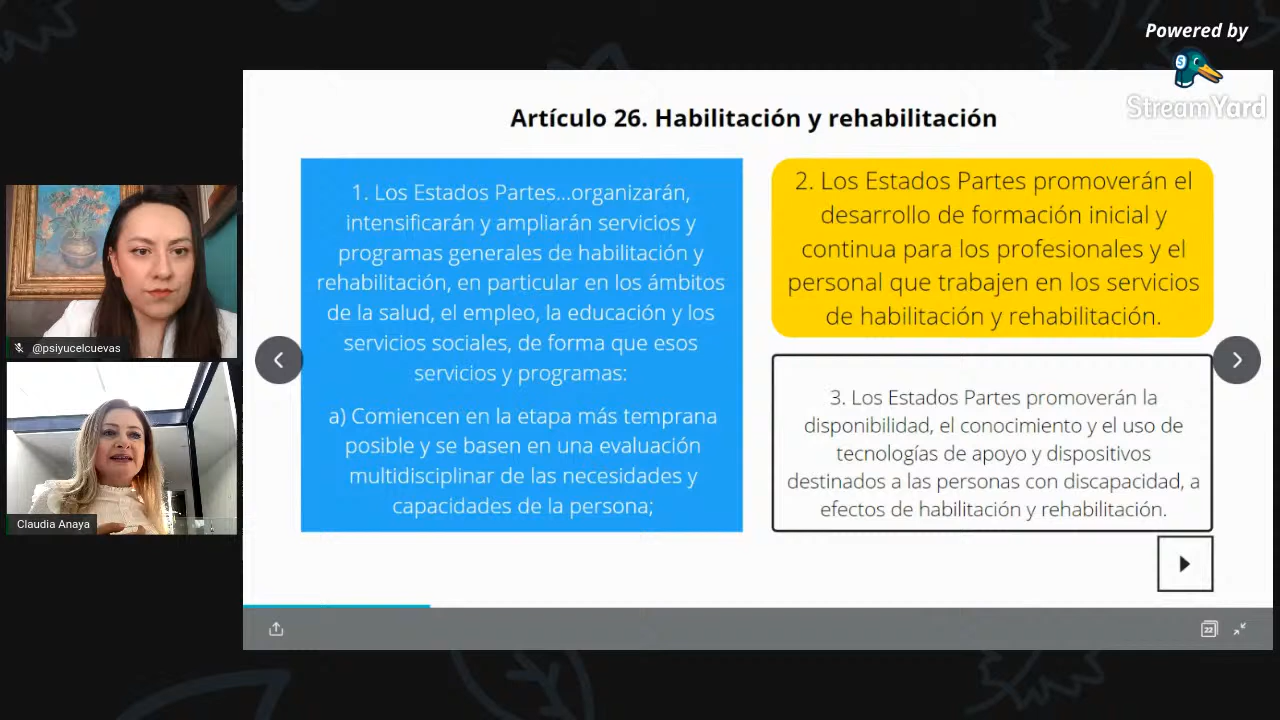 Powered by
StreamYard
Artículo 26. Habilitación y rehabilitación
1. Los Estados Partes...organizarán,
intensificarán y ampliarán servicios y
programas generales de habilitación y
rehabilitación, en particular en los ámbitos
de la salud, el empleo, la educación y los
servicios sociales, de forma que esos
servicios y programas:
a) Comiencen en la etapa más temprana
posible y se basen en una evaluación
multidisciplinar de las necesidades y
capacidades de la persona;
2. Los Estados Partes promoverán el
desarrollo de formación inicial y
continua para los profesionales y el
personal que trabajen en los servicios
de habilitación y rehabilitación.
3. Los Estados Partes promoverán la
disponibilidad, el conocimiento y el uso de
tecnologías de apoyo y dispositivos
destinados a las personas con discapacidad, a
efectos de habilitación y rehabilitación.
@psiyucelcuevas
Claudia Anaya
22